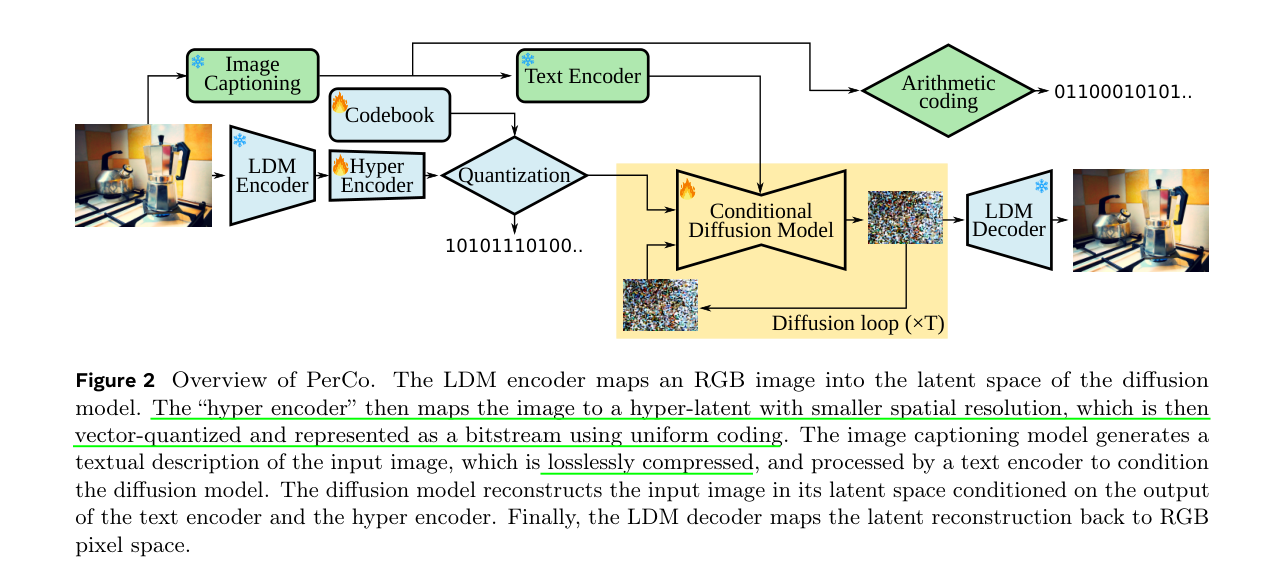 Image
Captioning
Text Encoder
Arithmetic
coding
01100010101..
Codebook
LDM
Encoder
Hyper
Encoder
Quantization
10101110100..
Conditional
Diffusion Model
LDM
Decoder
Diffusion loop (×T)
Figure 2 Overview of PerCo. The LDM encoder maps an RGB image into the latent space of the diffusion
model. The “hyper encoder” then maps the image to a hyper-latent with smaller spatial resolution, which is then
vector-quantized and represented as a bitstream using uniform coding. The image captioning model generates a
textual description of the input image, which is losslessly compressed, and processed by a text encoder to condition
the diffusion model. The diffusion model reconstructs the input image in its latent space conditioned on the output
of the text encoder and the hyper encoder. Finally, the LDM decoder maps the latent reconstruction back to RGB
pixel space.